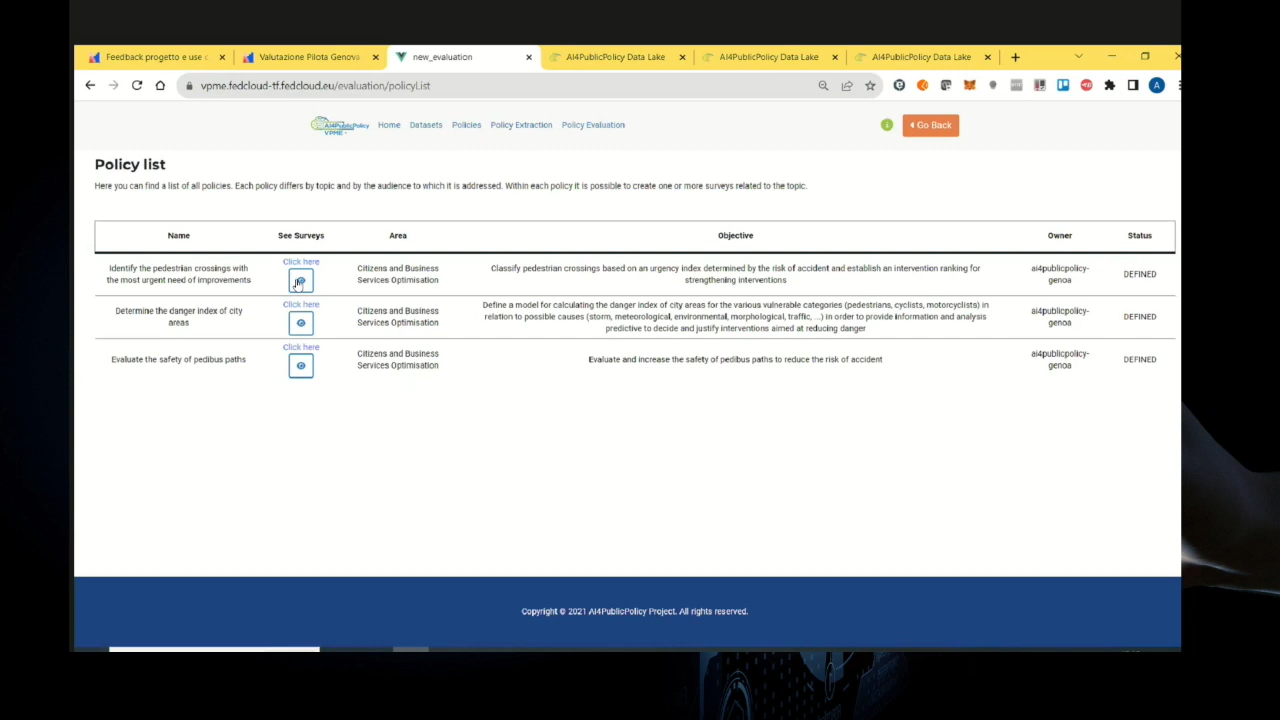 Feedback progetto e use c
Valutazione Pilota Genova
new_evaluation
AI4PublicPolicy Data Lake
AI4PublicPolicy Data Lake
AI4PublicPolicy Data Lake
vpme.fedcloud-tf.fedcloud.eu/evaluation/policyList
A
AI4PublicPolicy
VPME
Home
Datasets
Policies
Policy Extraction
Policy Evaluation
Go Back
Policy list
Here you can find a list of all policies. Each policy differs by topic and by the audience to which it is addressed. Within each policy it is possible to create one or more surveys related to the topic.
Name
See Surveys
Area
Objective
Owner
Status
Identify the pedestrian crossings with
the most urgent need of improvements
Click here
Citizens and Business
Services Optimisation
Classify pedestrian crossings based on an urgency index determined by the risk of accident and establish an intervention ranking for
strengthening interventions
ai4publicpolicy-
genoa
DEFINED
Determine the danger index of city
areas
Click here
Citizens and Business
Services Optimisation
Define a model for calculating the danger index of city areas for the various vulnerable categories (pedestrians, cyclists, motorcyclists) in
relation to possible causes (storm, meteorological, environmental, morphological, traffic, ...) in order to provide information and analysis
predictive to decide and justify interventions aimed at reducing danger
ai4publicpolicy-
genoa
DEFINED
Evaluate the safety of pedibus paths
Click here
Citizens and Business
Services Optimisation
Evaluate and increase the safety of pedibus paths to reduce the risk of accident
ai4publicpolicy-
genoa
DEFINED
Copyright © 2021 AI4PublicPolicy Project. All rights reserved.